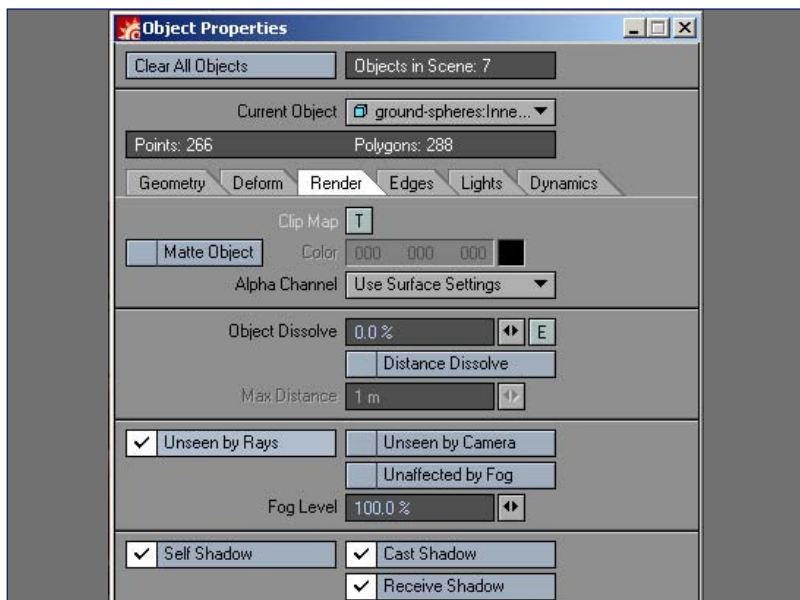 Object Properties
Clear All Objects Objects in Scene: 7
Current Object ground-spheres:Inne...
Points: 266 Polygons: 288
Geometry Deform Render Edges Lights Dynamics
Clip Map T
Matte Object Color 000 000 000
Alpha Channel Use Surface Settings
Object Dissolve 0.0 % E
Distance Dissolve
Max Distance 1 m
Unseen by Rays Unseen by Camera
Unaffected by Fog
Fog Level 100.0 %
Self Shadow Cast Shadow
Receive Shadow